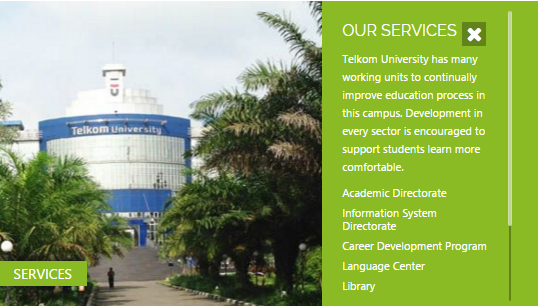 Telkom University
SERVICES
OUR SERVICES
Telkom University has many
working units to continually
improve education process in
this campus. Development in
every sector is encouraged to
support students learn more
comfortable.
Academic Directorate
Information System
Directorate
Career Development Program
Language Center
Library